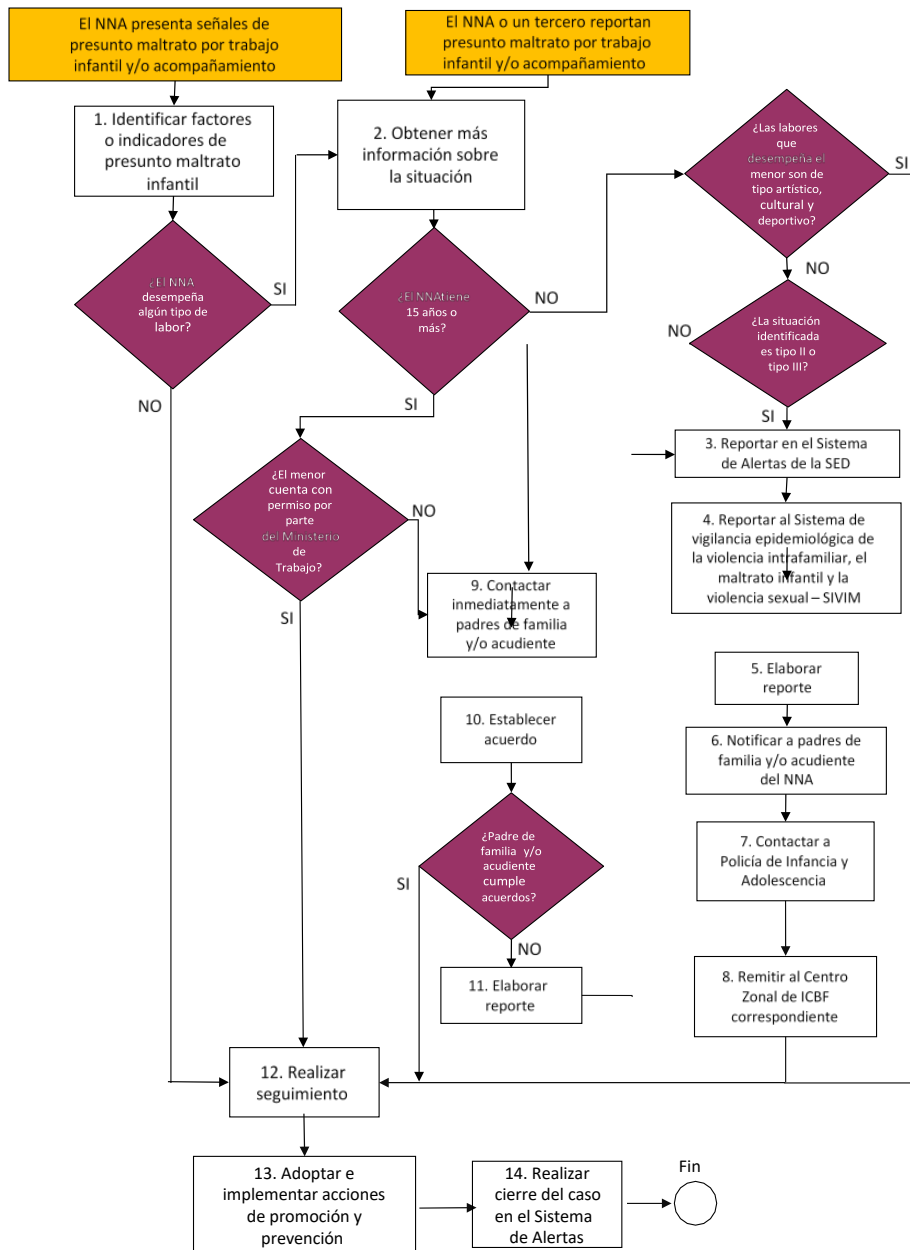 El NNA presenta señales de
presunto maltrato por trabajo
infantil y/o acompañamiento
El NNA o un tercero reportan
presunto maltrato por trabajo
infantil y/o acompañamiento
1. Identificar factores
o indicadores de
presunto maltrato
infantil
2. Obtener más
información sobre
la situación
¿Las labores
que
desempeña el
menor son de
tipo artístico,
cultural y
deportivo?
SI
NO
¿El NNA
desempeña
algún tipo de
labor?
SI
NO
¿El NNAtiene
15 años o
más?
NO
SI
¿La situación
identificada
es tipo II o
tipo III?
NO
SI
3. Reportar en el Sistema
de Alertas de la SED
¿El menor
cuenta con
permiso por
parte
del Ministerio
de
Trabajo?
NO
SI
4. Reportar al Sistema de
vigilancia epidemiológica de
la violencia intrafamiliar, el
maltrato infantil y la
violencia sexual – SIVIM
9. Contactar
inmediatamente a
padres de familia
y/o acudiente
5. Elaborar
reporte
10. Establecer
acuerdo
6. Notificar a padres de
familia y/o acudiente
del NNA
¿Padre de
familia y/o
acudiente
cumple
acuerdos?
SI
NO
7. Contactar a
Policía de Infancia y
Adolescencia
11. Elaborar
reporte
8. Remitir al Centro
Zonal de ICBF
correspondiente
12. Realizar
seguimiento
13. Adoptar e
implementar acciones
de promoción y
prevención
14. Realizar
cierre del caso
en el Sistema
de Alertas
Fin